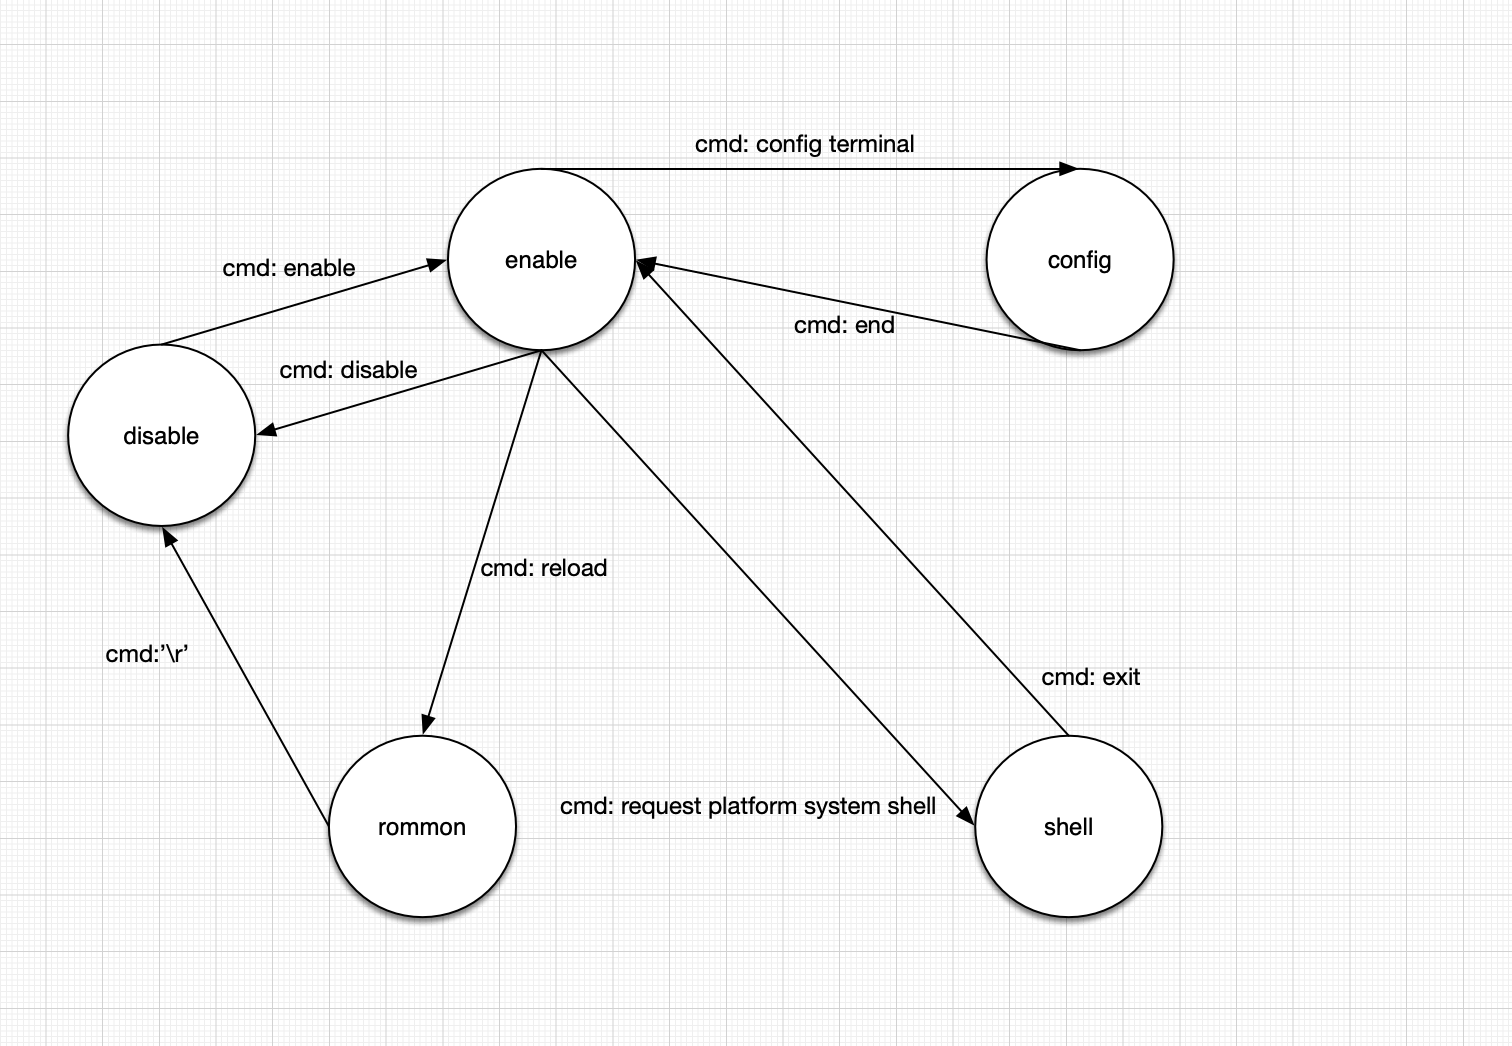 cmd: config terminal
enable
config
cmd: enable
cmd: end
cmd: disable
disable
cmd: reload
cmd:’\r’
cmd: exit
cmd: request platform system shell
rommon
shell